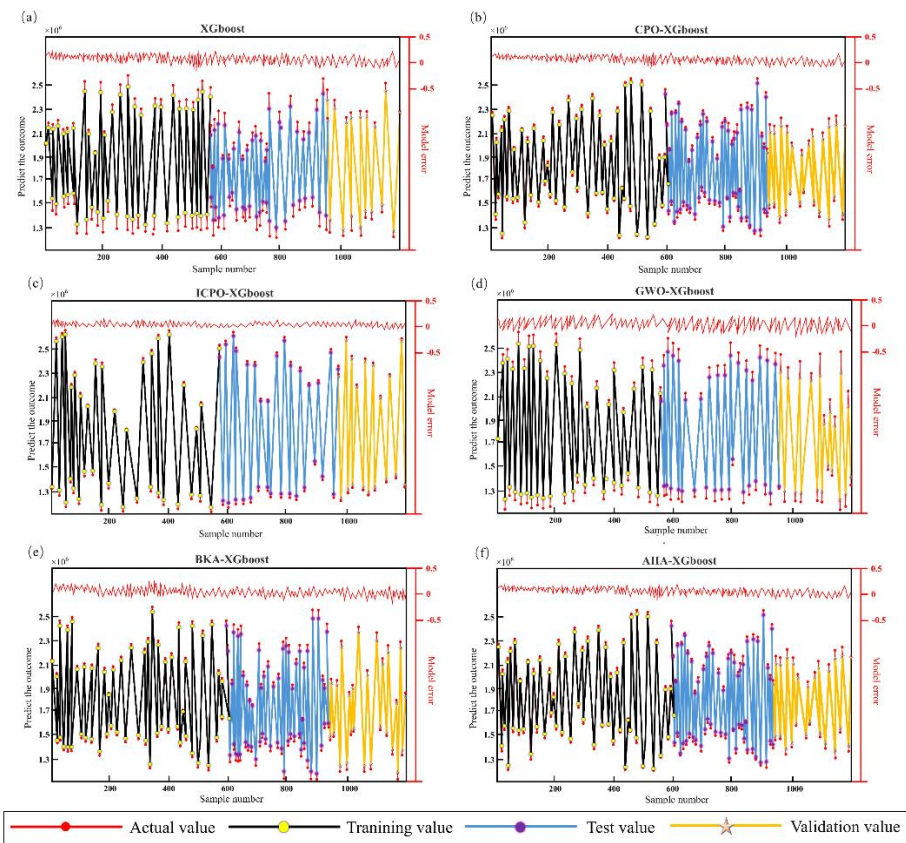 (a)
XGboost
×10⁶
0.5
0
-0.5
2.5
2.3
2.1
1.9
1.7
1.5
1.3
Predict the outcome
Model error
200
400
600
800
1000
Sample number
(b)
CPO-XGboost
×10⁵
0.5
0
-0.5
2.5
2.3
2.1
1.9
1.7
1.5
1.3
Predict the outcome
Model error
200
400
600
800
1000
Sample number
(c)
ICPO-XGboost
×10⁶
0.5
0
-0.5
2.5
2.3
2.1
1.9
1.7
1.5
1.3
Predict the outcome
Model error
200
400
600
800
1000
Sample number
(d)
GWO-XGboost
×10⁶
0.5
0
-0.5
2.5
2.3
2.1
1.9
1.7
1.5
1.3
Predict the outcome
Model error
200
400
600
800
1000
Sample number
(e)
BKA-XGboost
×10⁶
0.5
0
-0.5
2.5
2.3
2.1
1.9
1.7
1.5
1.3
Predict the outcome
Model error
200
400
600
800
1000
Sample number
(f)
AIIA-XGboost
×10⁶
0.5
0
-0.5
2.5
2.3
2.1
1.9
1.7
1.5
1.3
Predict the outcome
Model error
200
400
600
800
1000
Sample number
Actual value
Tranining value
Test value
Validation value